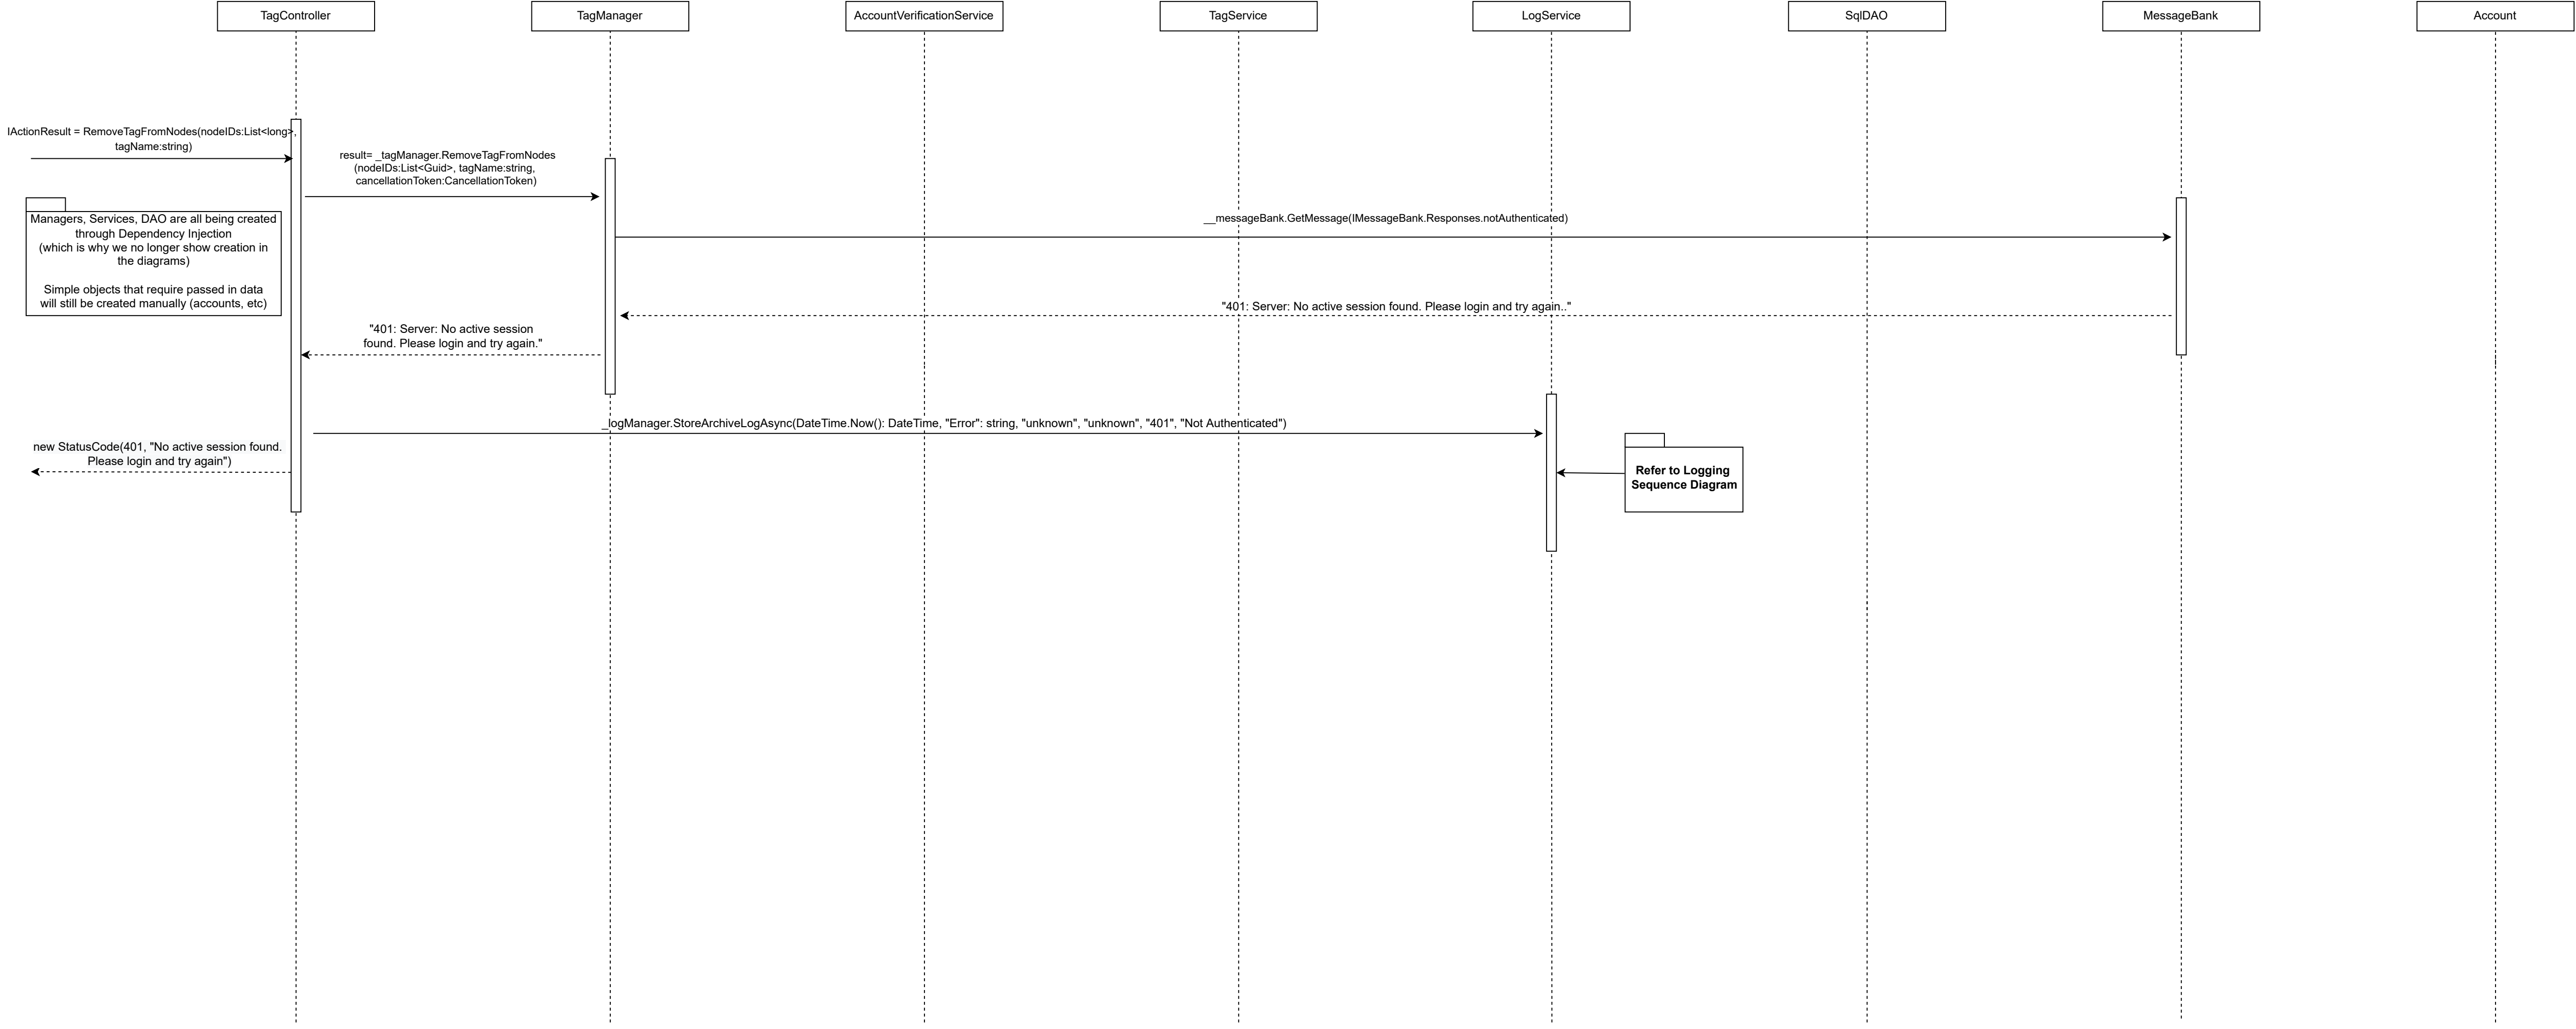 TagController
TagManager
AccountVerificationService
TagService
LogService
SqlDAO
MessageBank
Account
IActionResult = RemoveTagFromNodes(nodeIDs:List<long>,
tagName:string)
result= _tagManager.RemoveTagFromNodes
(nodeIDs:List<Guid>, tagName:string,
cancellationToken:CancellationToken)
Managers, Services, DAO are all being created
through Dependency Injection
(which is why we no longer show creation in
the diagrams)
Simple objects that require passed in data
will still be created manually (accounts, etc)
__messageBank.GetMessage(IMessageBank.Responses.notAuthenticated)
"401: Server: No active session found. Please login and try again.."
"401: Server: No active session
found. Please login and try again."
_logManager.StoreArchiveLogAsync(DateTime.Now(): DateTime, "Error": string, "unknown", "unknown", "401", "Not Authenticated")
new StatusCode(401, "No active session found.
Please login and try again")
Refer to Logging
Sequence Diagram